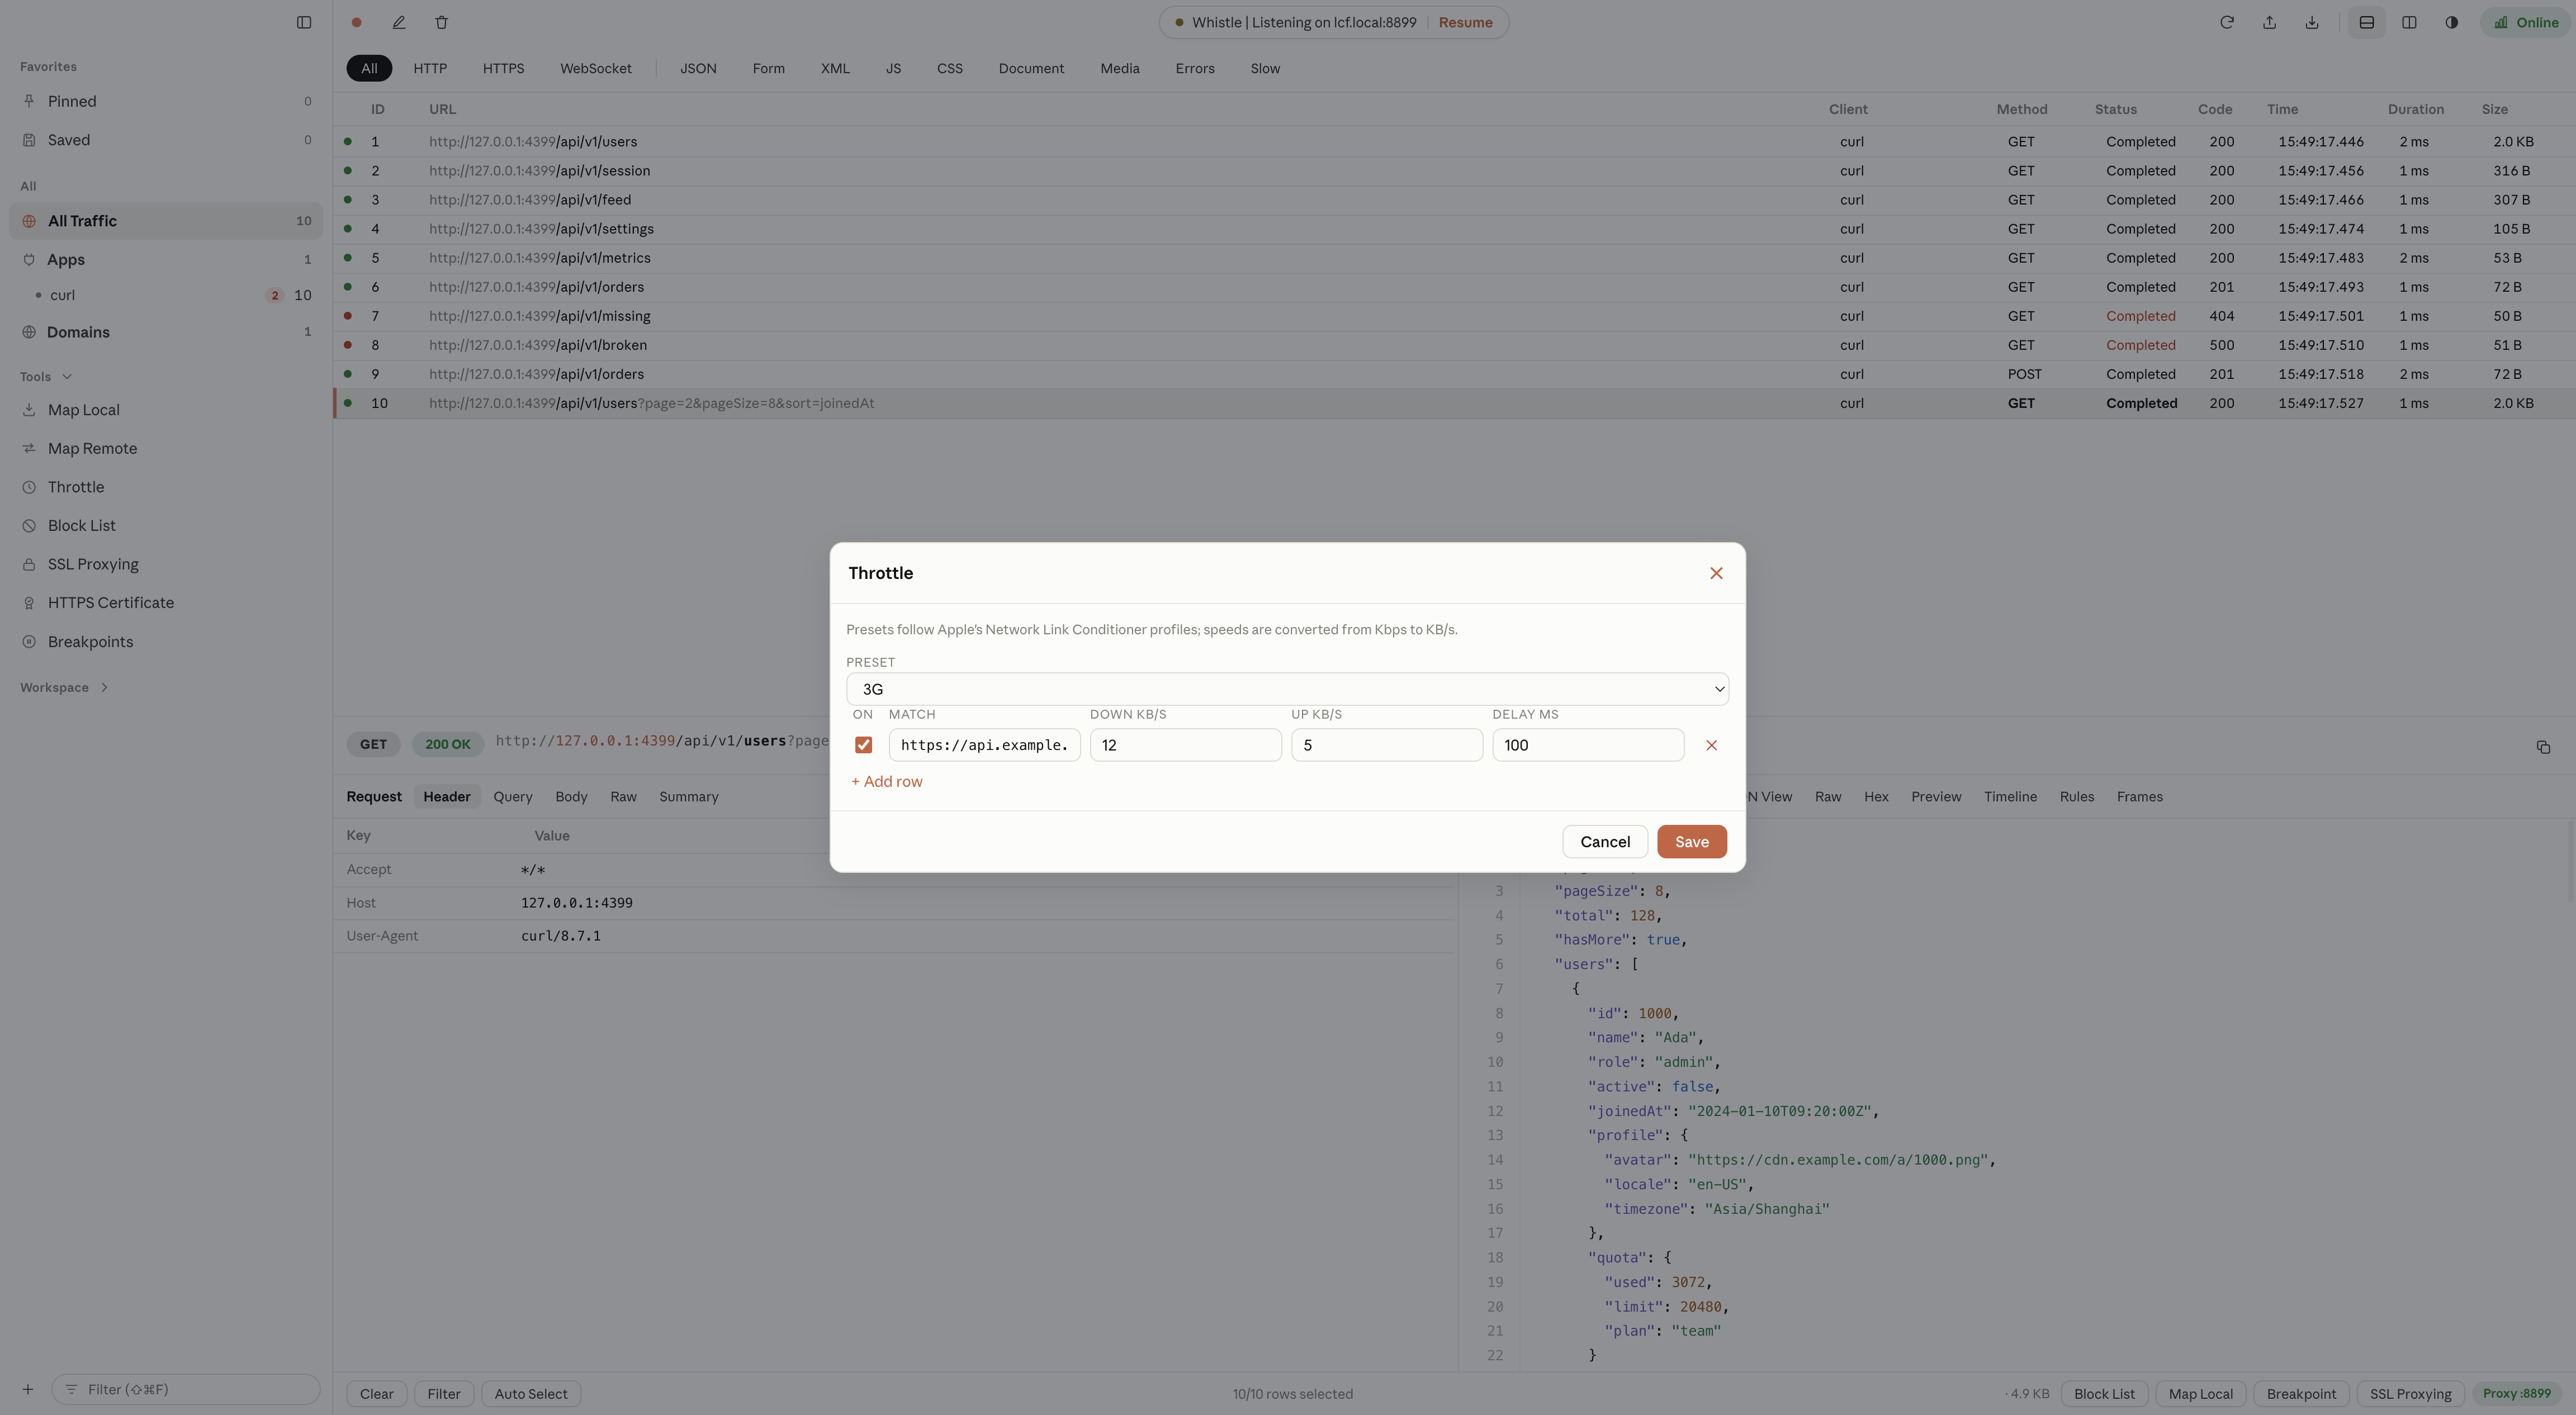 Whistle | Listening on lcf.local:8899 Resume
Online
Favorites
Pinned 0
Saved 0
All
All Traffic 10
Apps 1
curl 2 10
Domains 1
Tools
Map Local
Map Remote
Throttle
Block List
SSL Proxying
HTTPS Certificate
Breakpoints
Workspace
Filter (⇧⌘F)
All HTTP HTTPS WebSocket JSON Form XML JS CSS Document Media Errors Slow
ID URL Client Method Status Code Time Duration Size
1 http://127.0.0.1:4399/api/v1/users curl GET Completed 200 15:49:17.446 2 ms 2.0 KB
2 http://127.0.0.1:4399/api/v1/session curl GET Completed 200 15:49:17.456 1 ms 316 B
3 http://127.0.0.1:4399/api/v1/feed curl GET Completed 200 15:49:17.466 1 ms 307 B
4 http://127.0.0.1:4399/api/v1/settings curl GET Completed 200 15:49:17.474 1 ms 105 B
5 http://127.0.0.1:4399/api/v1/metrics curl GET Completed 200 15:49:17.483 2 ms 53 B
6 http://127.0.0.1:4399/api/v1/orders curl GET Completed 201 15:49:17.493 1 ms 72 B
7 http://127.0.0.1:4399/api/v1/missing curl GET Completed 404 15:49:17.501 1 ms 50 B
8 http://127.0.0.1:4399/api/v1/broken curl GET Completed 500 15:49:17.510 1 ms 51 B
9 http://127.0.0.1:4399/api/v1/orders curl POST Completed 201 15:49:17.518 2 ms 72 B
10 http://127.0.0.1:4399/api/v1/users?page=2&pageSize=8&sort=joinedAt curl GET Completed 200 15:49:17.527 1 ms 2.0 KB
Throttle
Presets follow Apple's Network Link Conditioner profiles; speeds are converted from Kbps to KB/s.
PRESET
3G
ON MATCH DOWN KB/S UP KB/S DELAY MS
https://api.example. 12 5 100
+ Add row
Cancel Save
GET 200 OK http://127.0.0.1:4399/api/v1/users?page
Request Header Query Body Raw Summary
Key Value
Accept */*
Host 127.0.0.1:4399
User-Agent curl/8.7.1
N View Raw Hex Preview Timeline Rules Frames
3 "pageSize": 8,
4 "total": 128,
5 "hasMore": true,
6 "users": [
7 {
8 "id": 1000,
9 "name": "Ada",
10 "role": "admin",
11 "active": false,
12 "joinedAt": "2024-01-10T09:20:00Z",
13 "profile": {
14 "avatar": "https://cdn.example.com/a/1000.png",
15 "locale": "en-US",
16 "timezone": "Asia/Shanghai"
17 },
18 "quota": {
19 "used": 3072,
20 "limit": 20480,
21 "plan": "team"
22 }
Clear Filter Auto Select 10/10 rows selected · 4.9 KB Block List Map Local Breakpoint SSL Proxying Proxy :8899